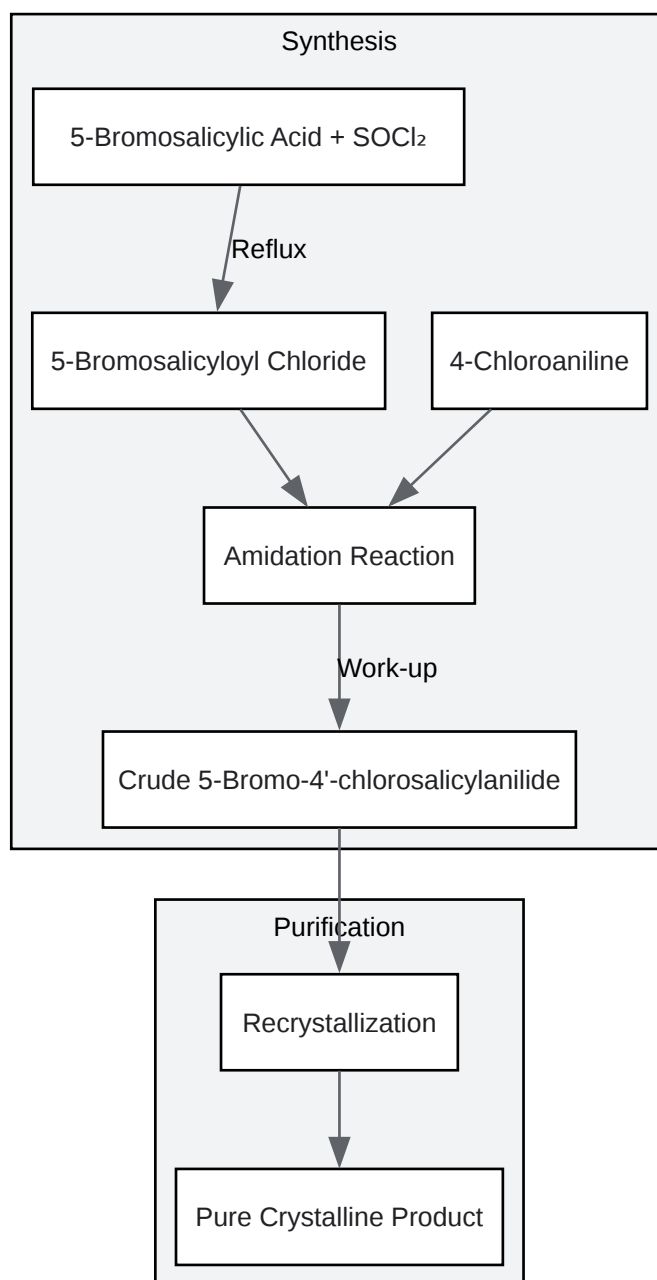 Synthesis
5-Bromosalicylic Acid + SOCl₂
Reflux
5-Bromosalicyloyl Chloride
4-Chloroaniline
Amidation Reaction
Work-up
Crude 5-Bromo-4'-chlorosalicylanilide
Purification
Recrystallization
Pure Crystalline Product